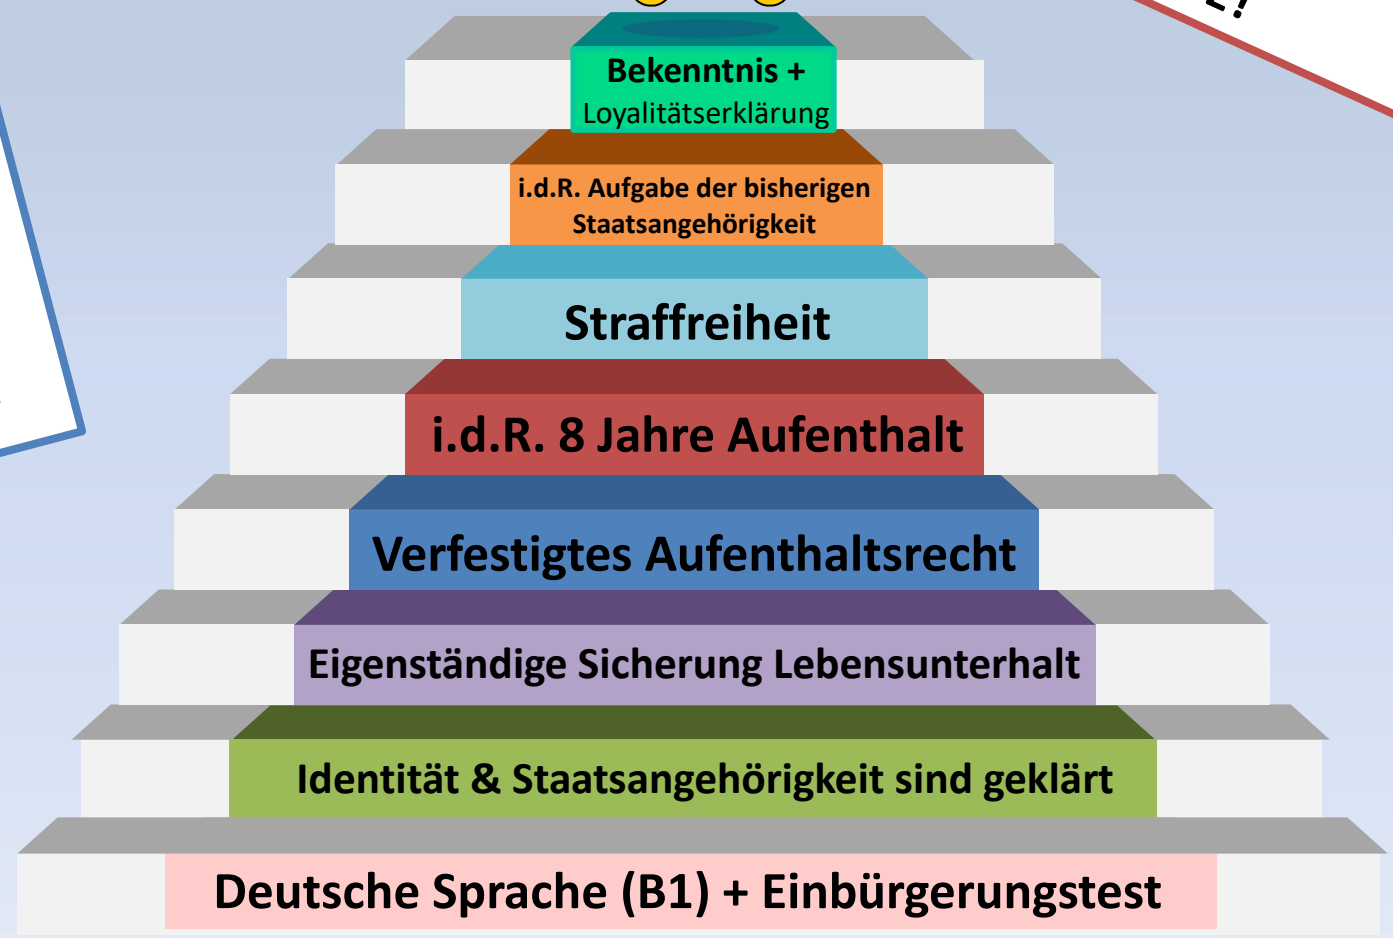 Bekenntnis +
Loyalitätserklärung
i.d.R. Aufgabe der bisherigen
Staatsangehörigkeit
Straffreiheit
i.d.R. 8 Jahre Aufenthalt
Verfestigtes Aufenthaltsrecht
Eigenständige Sicherung Lebensunterhalt
Identität & Staatsangehörigkeit sind geklärt
Deutsche Sprache (B1) + Einbürgerungstest